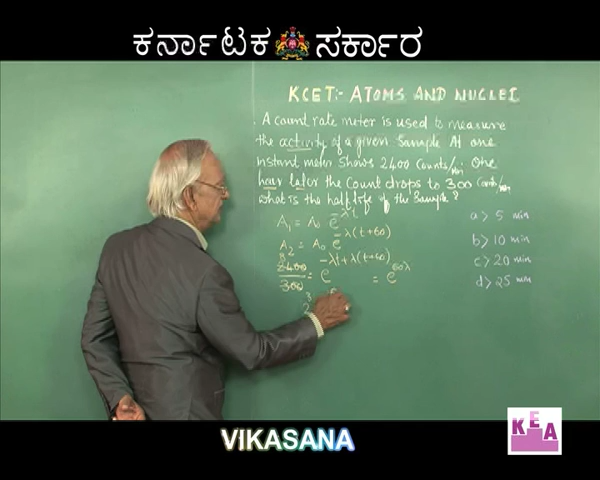 ಕರ್ನಾಟಕ ಸರ್ಕಾರ
KCET:- ATOMS AND NUCLEI
A count rate meter is used to measure
the activity of a given sample At one
instant meter shows 2400 Counts/min. One
hour later the Count drops to 300 Counts/min
what is the half life of the Sample?
A₁ = A₀ e^-λt
A₂ = A₀ e^-λ(t+60)
2400/300 = e^-λt+λ(t+60) = e^60λ
8
2³
a> 5 min
b> 10 min
c> 20 min
d> 25 min
VIKASANA
KEA